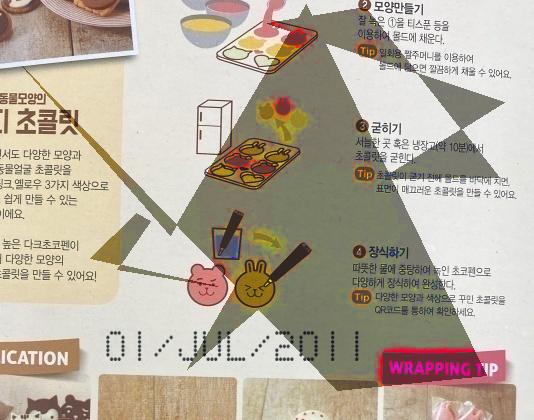 동물모양의
초콜릿
서도 다양한 모양과
동물얼굴 초콜릿을
핑크,옐로우 3가지 색상으로
쉽게 만들 수 있는
이에요.
높은 다크초코펜이
다양한 모양의
초콜릿을 만들 수 있어요!
2 모양만들기
잘 녹은 ①을 티스푼 등을
이용하여 몰드에 채운다.
Tip 일회용 짤주머니를 이용하여
몰드에 넣으면 깔끔하게 채울 수 있어요.
3 굳히기
서늘한 곳 혹은 냉장고(약 10분)에서
초콜릿을 굳힌다.
Tip 초콜릿이 굳기 전에 몰드를 바닥에 치면,
표면이 매끄러운 초콜릿을 만들 수 있어요.
4 장식하기
따뜻한 물에 중탕하여 녹인 초코펜으로
다양하게 장식하여 완성한다.
Tip 다양한 모양과 색상으로 꾸민 초콜릿을
QR코드를 통하여 확인하세요.
01/JUL/2011
ICATION
WRAPPING TIP